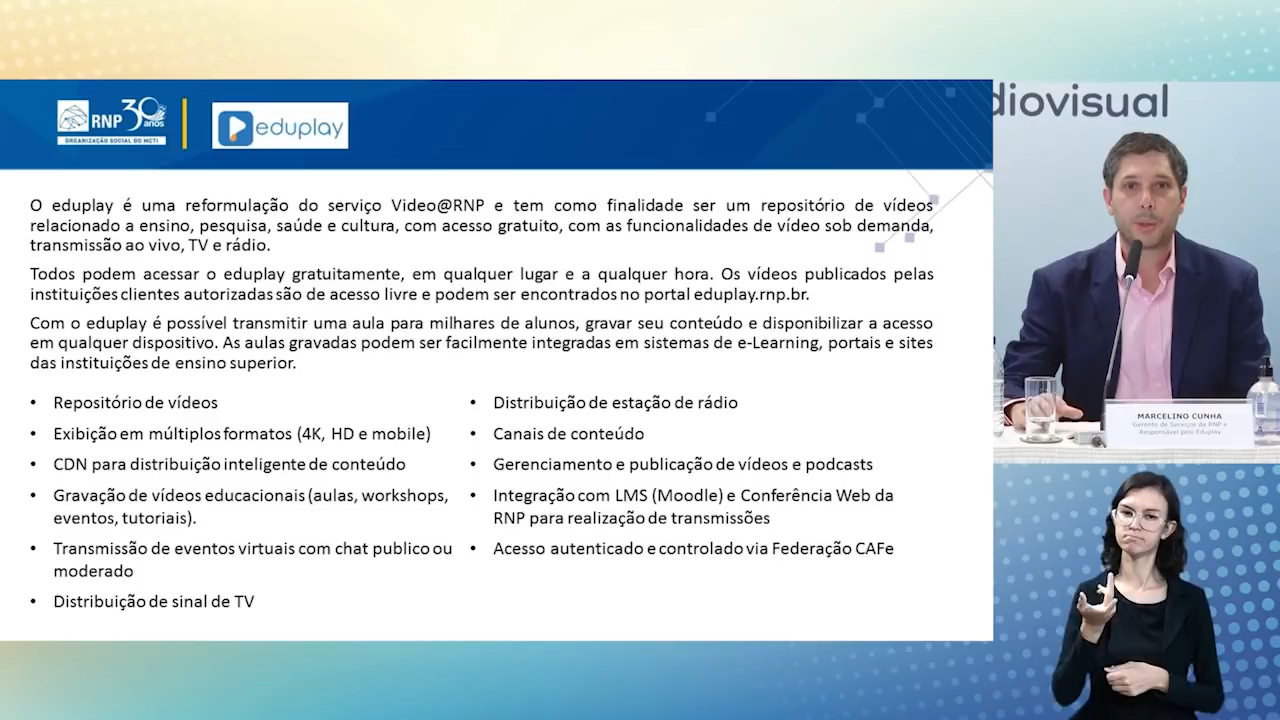 RNP 30 anos
ORGANIZAÇÃO SOCIAL DO MCTI
eduplay
diovisual
O eduplay é uma reformulação do serviço Video@RNP e tem como finalidade ser um repositório de vídeos
relacionado a ensino, pesquisa, saúde e cultura, com acesso gratuito, com as funcionalidades de vídeo sob demanda,
transmissão ao vivo, TV e rádio.
Todos podem acessar o eduplay gratuitamente, em qualquer lugar e a qualquer hora. Os vídeos publicados pelas
instituições clientes autorizadas são de acesso livre e podem ser encontrados no portal eduplay.rnp.br.
Com o eduplay é possível transmitir uma aula para milhares de alunos, gravar seu conteúdo e disponibilizar a acesso
em qualquer dispositivo. As aulas gravadas podem ser facilmente integradas em sistemas de e-Learning, portais e sites
das instituições de ensino superior.
• Repositório de vídeos
• Exibição em múltiplos formatos (4K, HD e mobile)
• CDN para distribuição inteligente de conteúdo
• Gravação de vídeos educacionais (aulas, workshops,
eventos, tutoriais).
• Transmissão de eventos virtuais com chat publico ou
moderado
• Distribuição de sinal de TV
• Distribuição de estação de rádio
• Canais de conteúdo
• Gerenciamento e publicação de vídeos e podcasts
• Integração com LMS (Moodle) e Conferência Web da
RNP para realização de transmissões
• Acesso autenticado e controlado via Federação CAFe
MARCELINO CUNHA
Gerente de Serviços da RNP e
Responsável pelo Eduplay